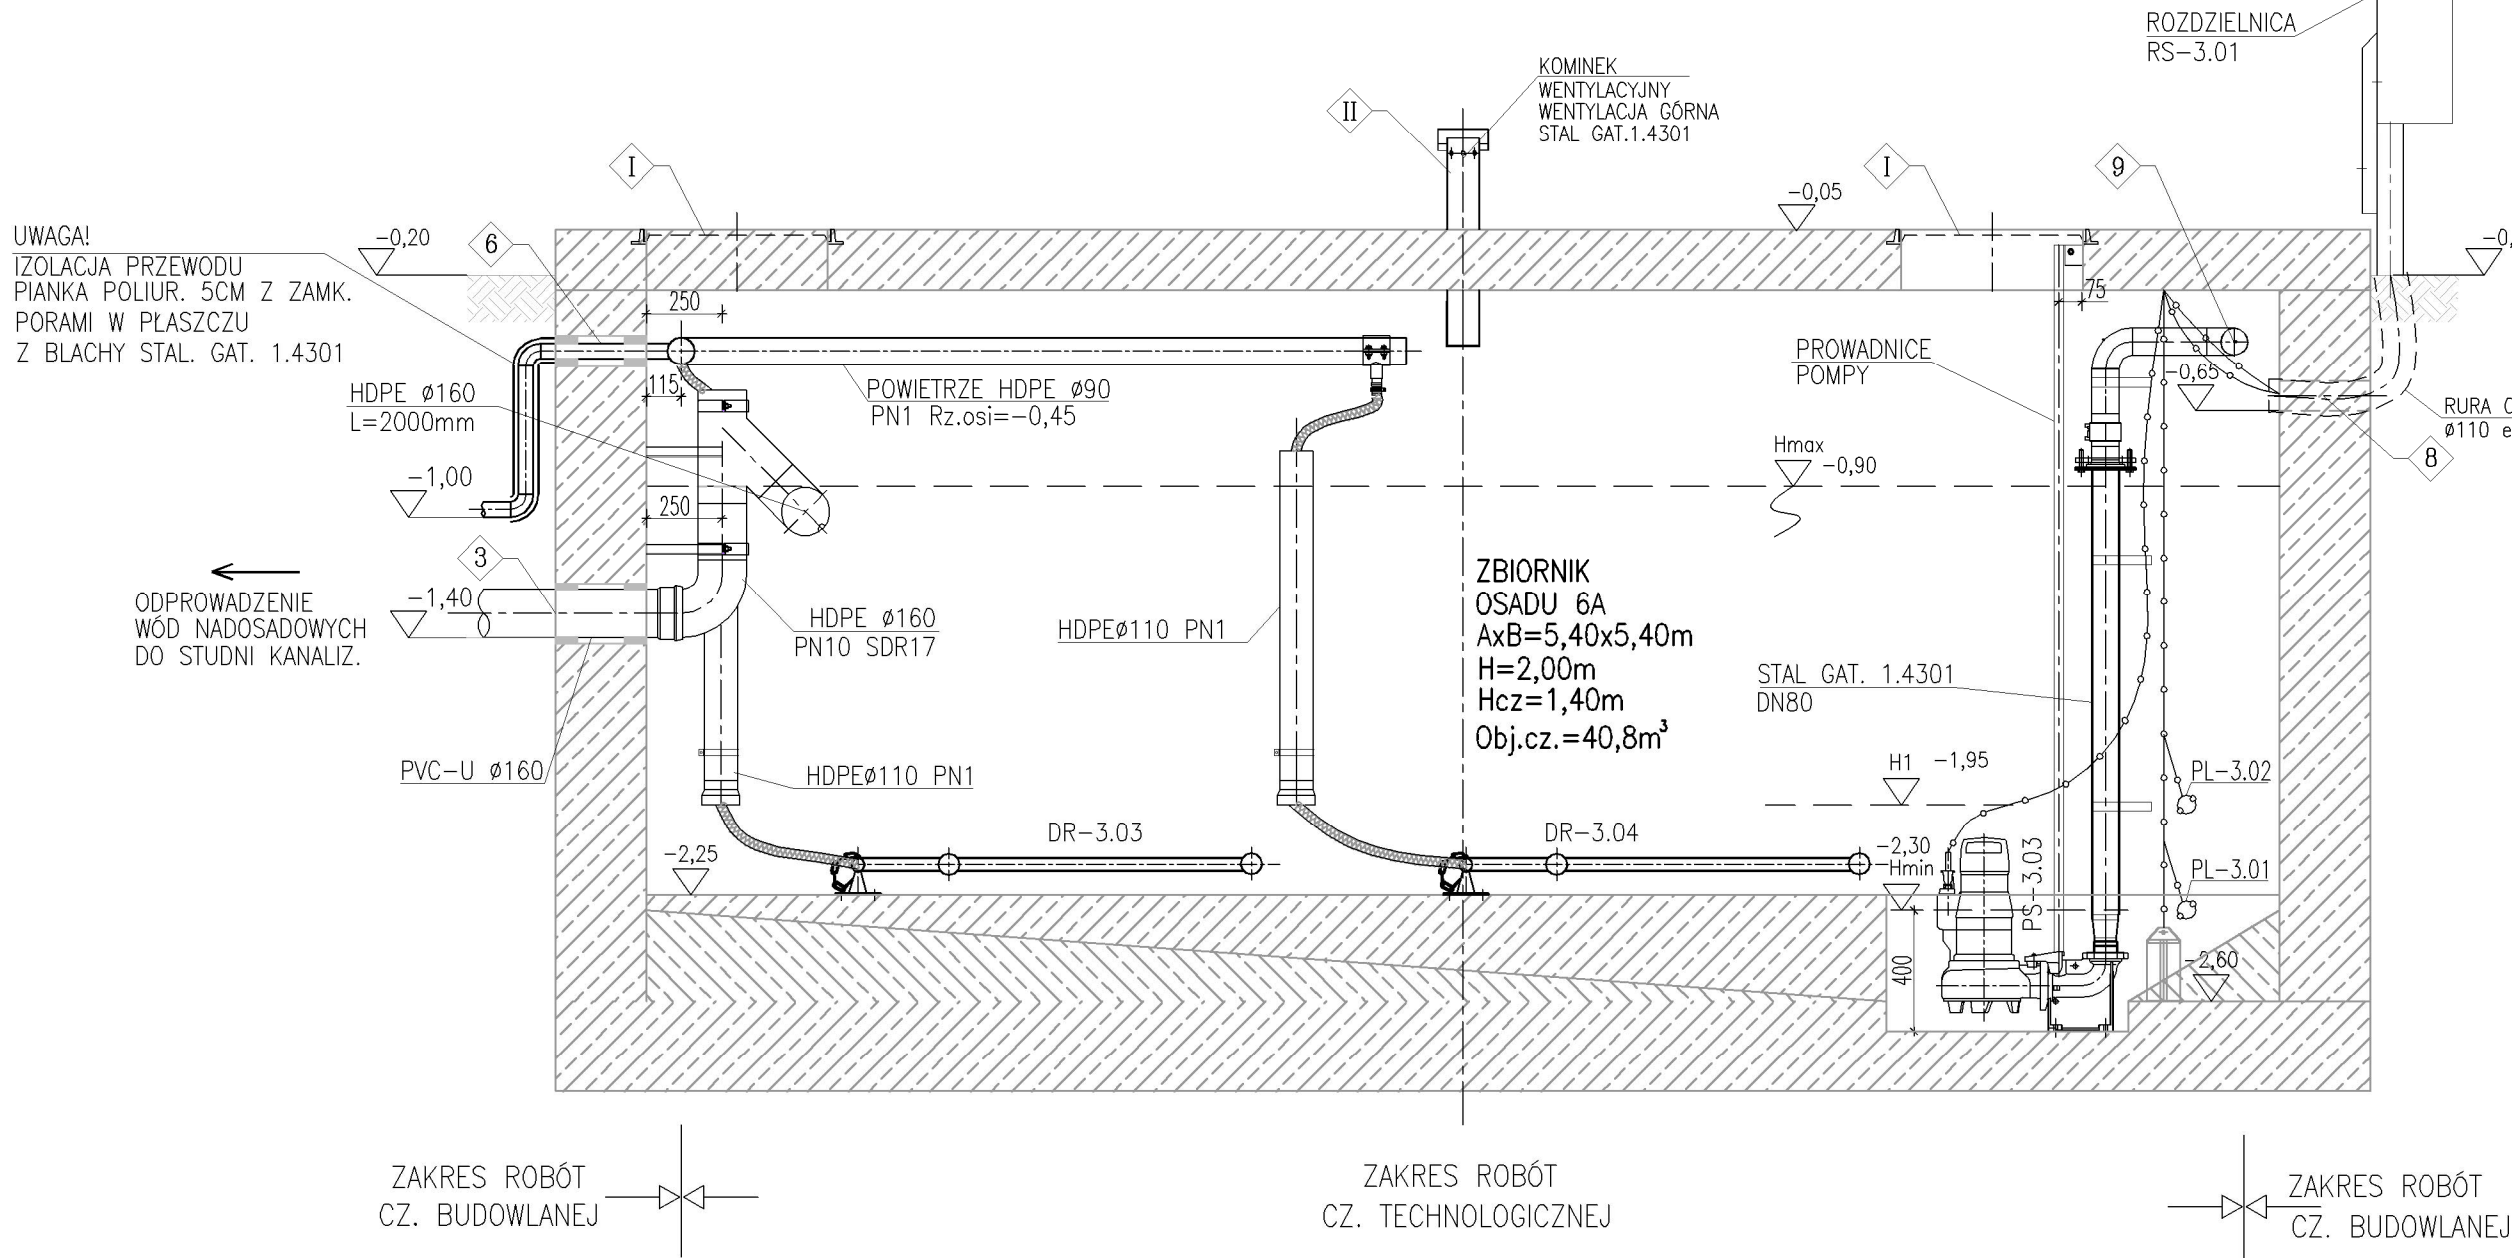 ROZDZIELNICA
RS-3.01
KOMINEK
WENTYLACYJNY
WENTYLACJA GÓRNA
STAL GAT.1.4301
II
I
I
9
-0,05
UWAGA!
IZOLACJA PRZEWODU
PIANKA POLIUR. 5CM Z ZAMK.
PORAMI W PŁASZCZU
Z BLACHY STAL. GAT. 1.4301
-0,20
6
250
75
115
HDPE ø160
L=2000mm
POWIETRZE HDPE ø90
PN1 Rz.osi=-0,45
PROWADNICE
POMPY
-0,65
RURA
ø110
8
Hmax
-0,90
-1,00
250
3
-1,40
ODPROWADZENIE
WÓD NADOSADOWYCH
DO STUDNI KANALIZ.
HDPE ø160
PN10 SDR17
HDPEø110 PN1
ZBIORNIK
OSADU 6A
AxB=5,40x5,40m
H=2,00m
Hcz=1,40m
Obj.cz.=40,8m³
STAL GAT. 1.4301
DN80
PVC-U ø160
HDPEø110 PN1
H1 -1,95
PL-3.02
DR-3.03
DR-3.04
-2,25
-2,30
Hmin
PS-3.03
PL-3.01
400
-2,60
ZAKRES ROBÓT
CZ. BUDOWLANEJ
ZAKRES ROBÓT
CZ. TECHNOLOGICZNEJ
ZAKRES ROBÓT
CZ. BUDOWLANEJ